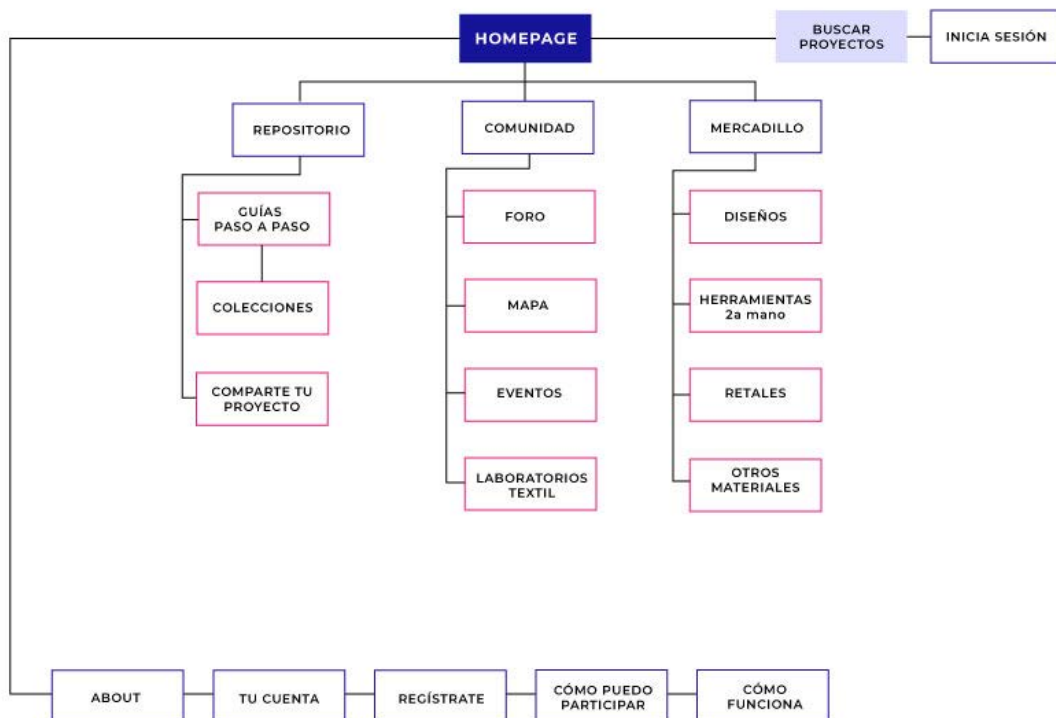 HOMEPAGE
BUSCAR
PROYECTOS
INICIA SESIÓN
REPOSITORIO
COMUNIDAD
MERCADILLO
GUÍAS
PASO A PASO
COLECCIONES
COMPARTE TU
PROYECTO
FORO
MAPA
EVENTOS
LABORATORIOS
TEXTIL
DISEÑOS
HERRAMIENTAS
2a mano
RETALES
OTROS
MATERIALES
ABOUT
TU CUENTA
REGÍSTRATE
CÓMO PUEDO
PARTICIPAR
CÓMO
FUNCIONA